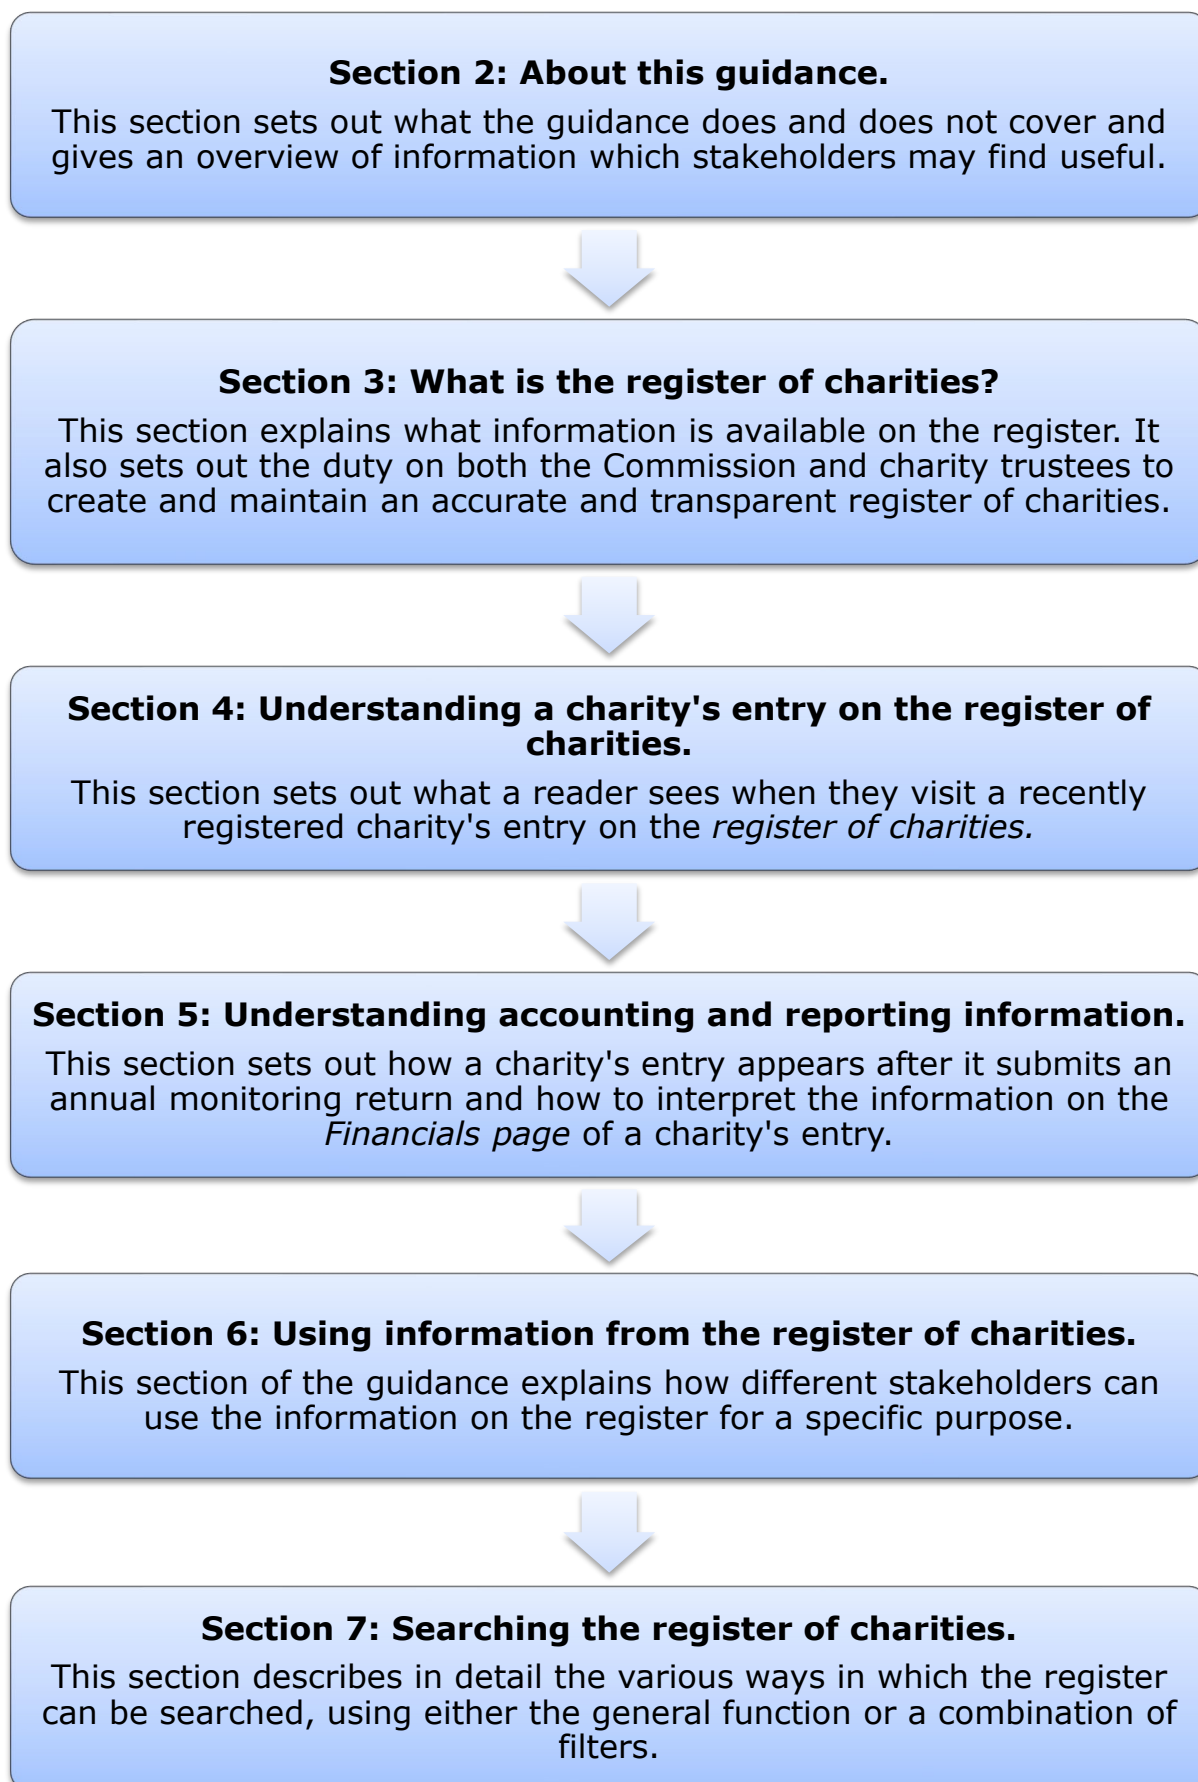 Section 2: About this guidance.
This section sets out what the guidance does and does not cover and
gives an overview of information which stakeholders may find useful.
Section 3: What is the register of charities?
This section explains what information is available on the register. It
also sets out the duty on both the Commission and charity trustees to
create and maintain an accurate and transparent register of charities.
Section 4: Understanding a charity's entry on the register of
charities.
This section sets out what a reader sees when they visit a recently
registered charity's entry on the register of charities.
Section 5: Understanding accounting and reporting information.
This section sets out how a charity's entry appears after it submits an
annual monitoring return and how to interpret the information on the
Financials page of a charity's entry.
Section 6: Using information from the register of charities.
This section of the guidance explains how different stakeholders can
use the information on the register for a specific purpose.
Section 7: Searching the register of charities.
This section describes in detail the various ways in which the register
can be searched, using either the general function or a combination of
filters.